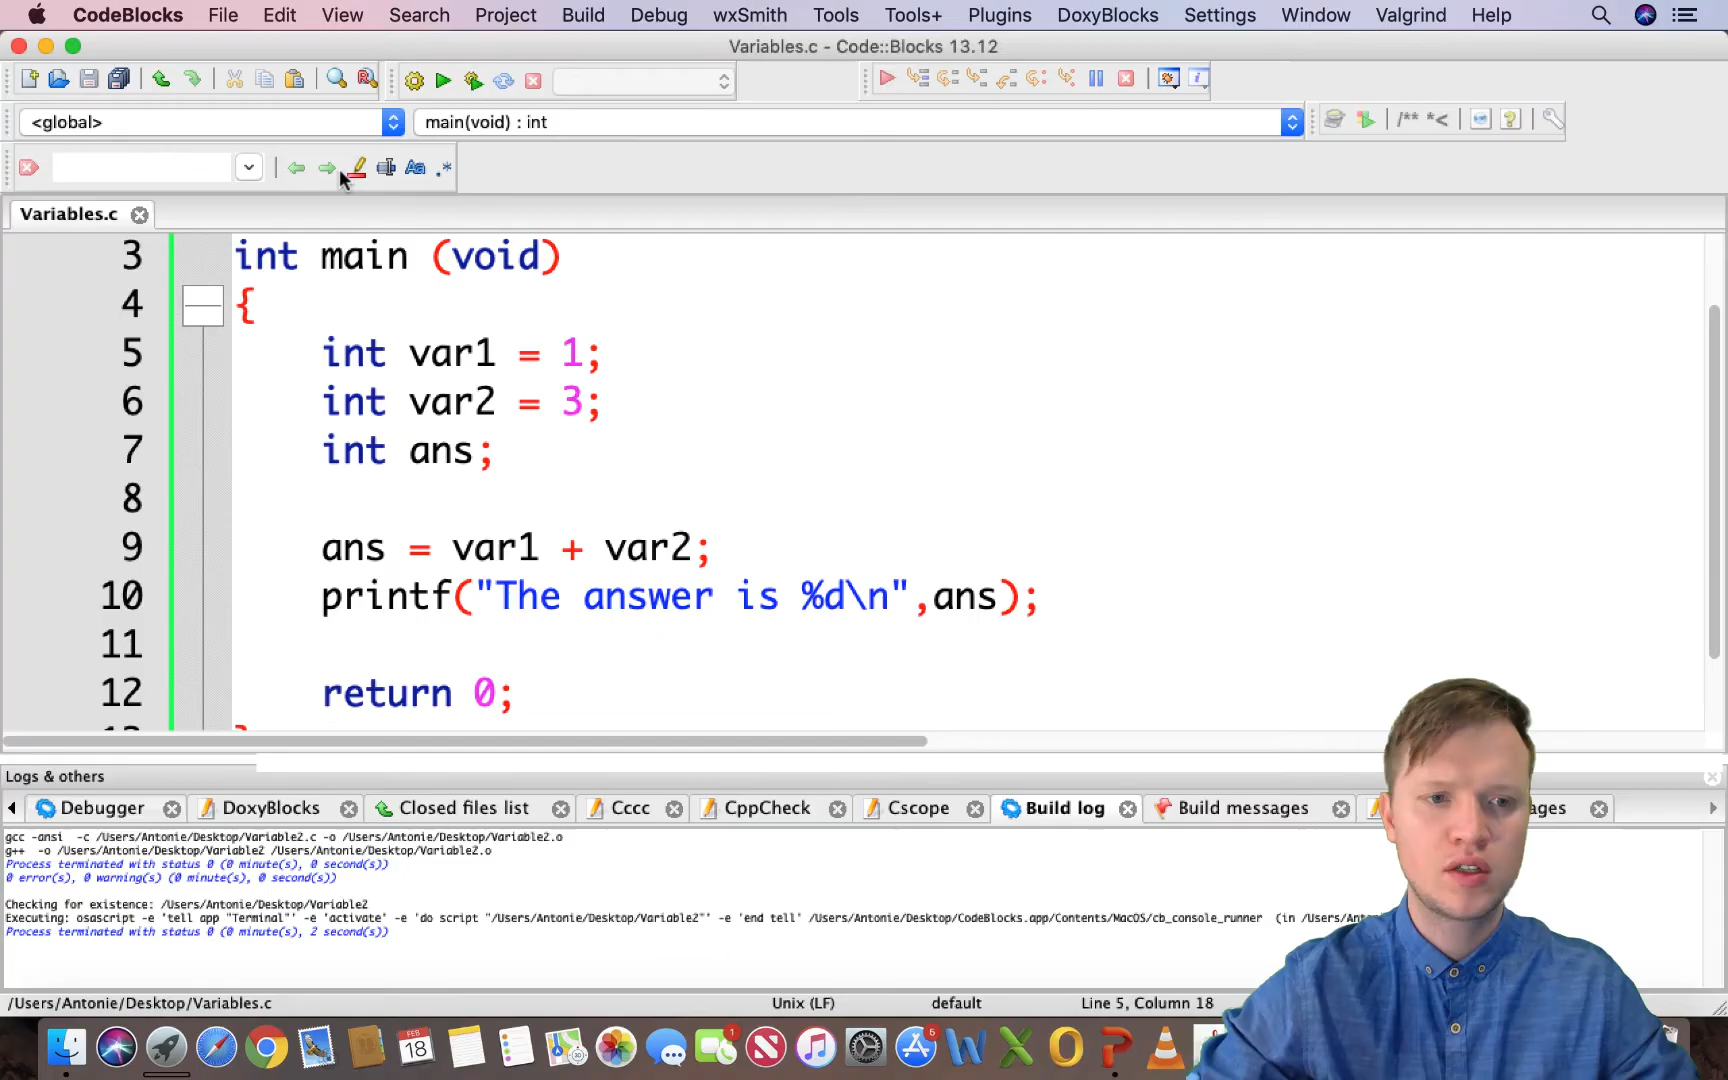 CodeBlocks File Edit View Search Project Build Debug wxSmith Tools Tools+ Plugins DoxyBlocks Settings Window Valgrind Help
Variables.c - Code::Blocks 13.12
<global> main(void) : int /** *<
Aa .*
Variables.c
3 int main (void)
4 {
5 int var1 = 1;
6 int var2 = 3;
7 int ans;
8
9 ans = var1 + var2;
10 printf("The answer is %d\n",ans);
11
12 return 0;
Logs & others
Debugger DoxyBlocks Closed files list Cccc CppCheck Cscope Build log Build messages ages
gcc -ansi -c /Users/Antonie/Desktop/Variable2.c -o /Users/Antonie/Desktop/Variable2.o
g++ -o /Users/Antonie/Desktop/Variable2 /Users/Antonie/Desktop/Variable2.o
Process terminated with status 0 (0 minute(s), 0 second(s))
0 error(s), 0 warning(s) (0 minute(s), 0 second(s))
Checking for existence: /Users/Antonie/Desktop/Variable2
Executing: osascript -e 'tell app "Terminal"' -e 'activate' -e 'do script "/Users/Antonie/Desktop/Variable2"' -e 'end tell' /Users/Antonie/Desktop/CodeBlocks.app/Contents/MacOS/cb_console_runner (in /Users/Ant
Process terminated with status 0 (0 minute(s), 2 second(s))
/Users/Antonie/Desktop/Variables.c Unix (LF) default Line 5, Column 18
FEB
18
1
5